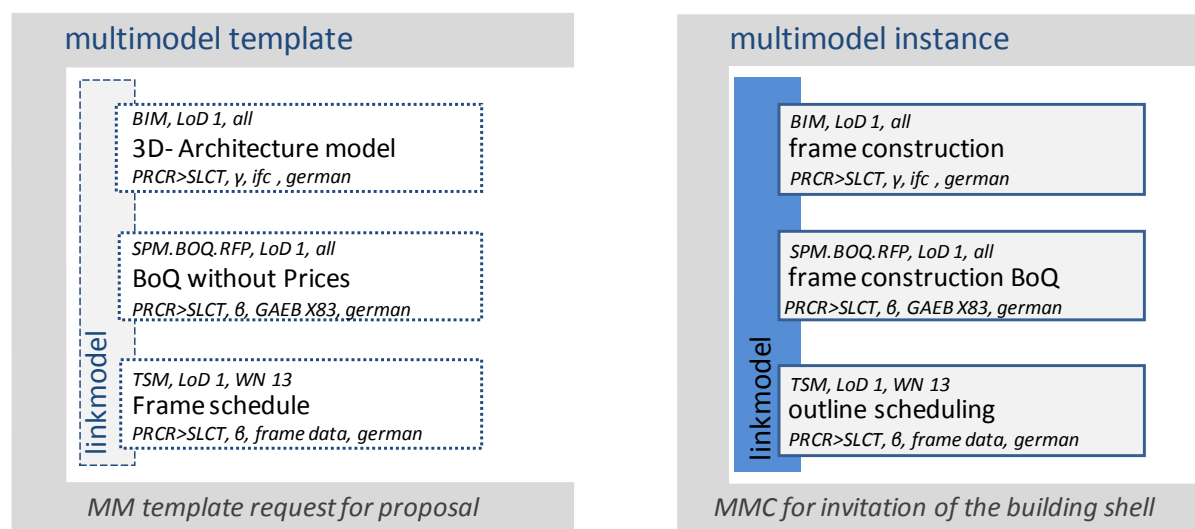 multimodel template
BIM, LoD 1, all
3D- Architecture model
PRCR>SLCT, γ, ifc , german
SPM.BOQ.RFP, LoD 1, all
BoQ without Prices
PRCR>SLCT, β, GAEB X83, german
TSM, LoD 1, WN 13
Frame schedule
PRCR>SLCT, β, frame data, german
linkmodel
MM template request for proposal
multimodel instance
BIM, LoD 1, all
frame construction
PRCR>SLCT, γ, ifc , german
SPM.BOQ.RFP, LoD 1, all
frame construction BoQ
PRCR>SLCT, β, GAEB X83, german
TSM, LoD 1, WN 13
outline scheduling
PRCR>SLCT, β, frame data, german
linkmodel
MMC for invitation of the building shell